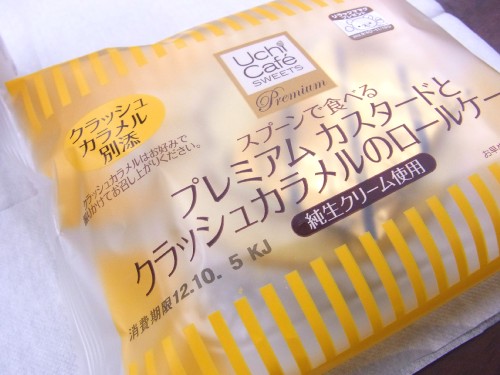 Uchi
Café
SWEETS
Premium
クラッシュ
カラメル
別添
クラッシュカラメルはお好みで
振りかけてお召し上がりください。
スプーンで食べる
プレミアム カスタードと
クラッシュカラメルのロールケー
純生クリーム使用
消費期限12.10. 5 KJ